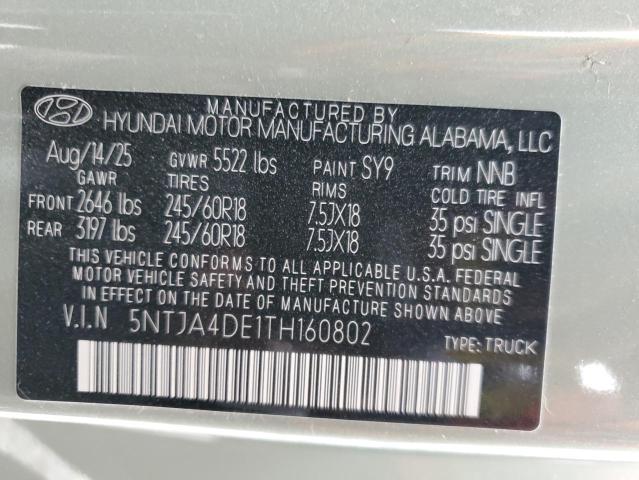 MANUFACTURED BY
HYUNDAI MOTOR MANUFACTURING ALABAMA, LLC
Aug/14/25 GVWR 5522 lbs PAINT SY9 TRIM NNB
GAWR TIRES RIMS COLD TIRE INFL
FRONT 2646 lbs 245/60R18 7.5JX18 35 psi SINGLE
REAR 3197 lbs 245/60R18 7.5JX18 35 psi SINGLE
THIS VEHICLE CONFORMS TO ALL APPLICABLE U.S.A. FEDERAL
MOTOR VEHICLE SAFETY AND THEFT PREVENTION STANDARDS
IN EFFECT ON THE DATE OF MANUFACTURE SHOWN ABOVE
V.I.N 5NTJA4DE1TH160802
TYPE: TRUCK